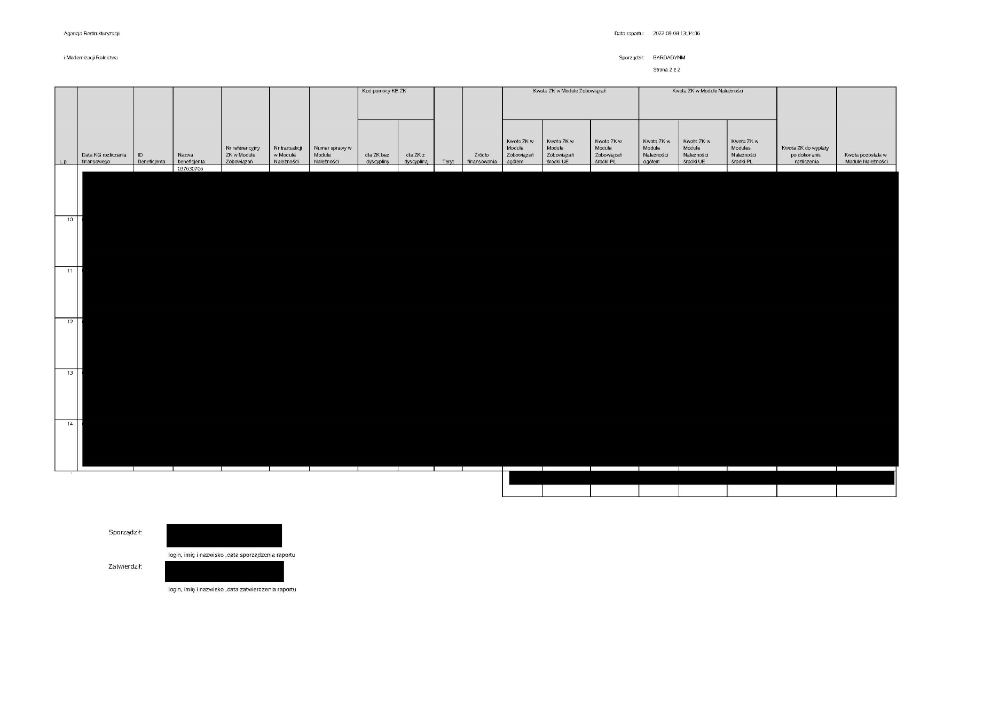 Agencja Restrukturyzacji
Data raportu: 2022-09-08 13:34:06
i Modernizacji Rolnictwa
Sporządził: BARDADYNM
Strona 2 z 2
Kod pomocy KE ZK
Kwota ZK w Module Zobowiązań
Kwota ZK w Module Należności
L.p.
Data KG rozliczenia
finansowego
ID
Beneficjenta
Nazwa
beneficjenta
Nr referencyjny
ZK w Module
Zobowiązań
Nr transakcji
w Module
Należności
Numer sprawy w
Module
Należności
dla ZK bez
dyscypliny
dla ZK z
dyscypliną
Teryt
Źródło
finansowania
Kwota ZK w
Module
Zobowiązań
ogółem
Kwota ZK w
Module
Zobowiązań
środki UE
Kwota ZK w
Module
Zobowiązań
środki PL
Kwota ZK w
Module
Należności
ogółem
Kwota ZK w
Module
Należności
środki UE
Kwota ZK w
Modules
Należności
środki PL
Kwota ZK do wypłaty
po dokonaniu
rozliczenia
Kwota pozostała w
Module Należności
037630706
10
11
12
13
14
Sporządził:
login, imię i nazwisko ,data sporządzenia raportu
Zatwierdził:
login, imię i nazwisko ,data zatwierdzenia raportu